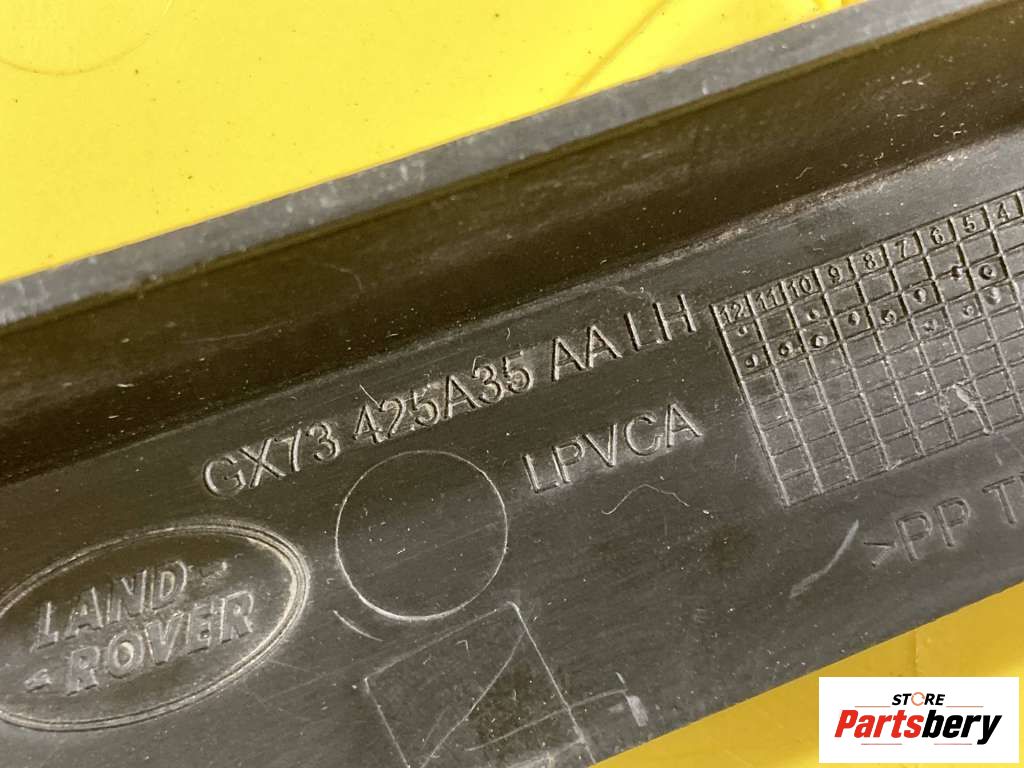 GX73 425A35 AA LH
LPVCA
12 11 10 9 8 7 6 5 4
>PP
LAND
ROVER
STORE
Partsbery